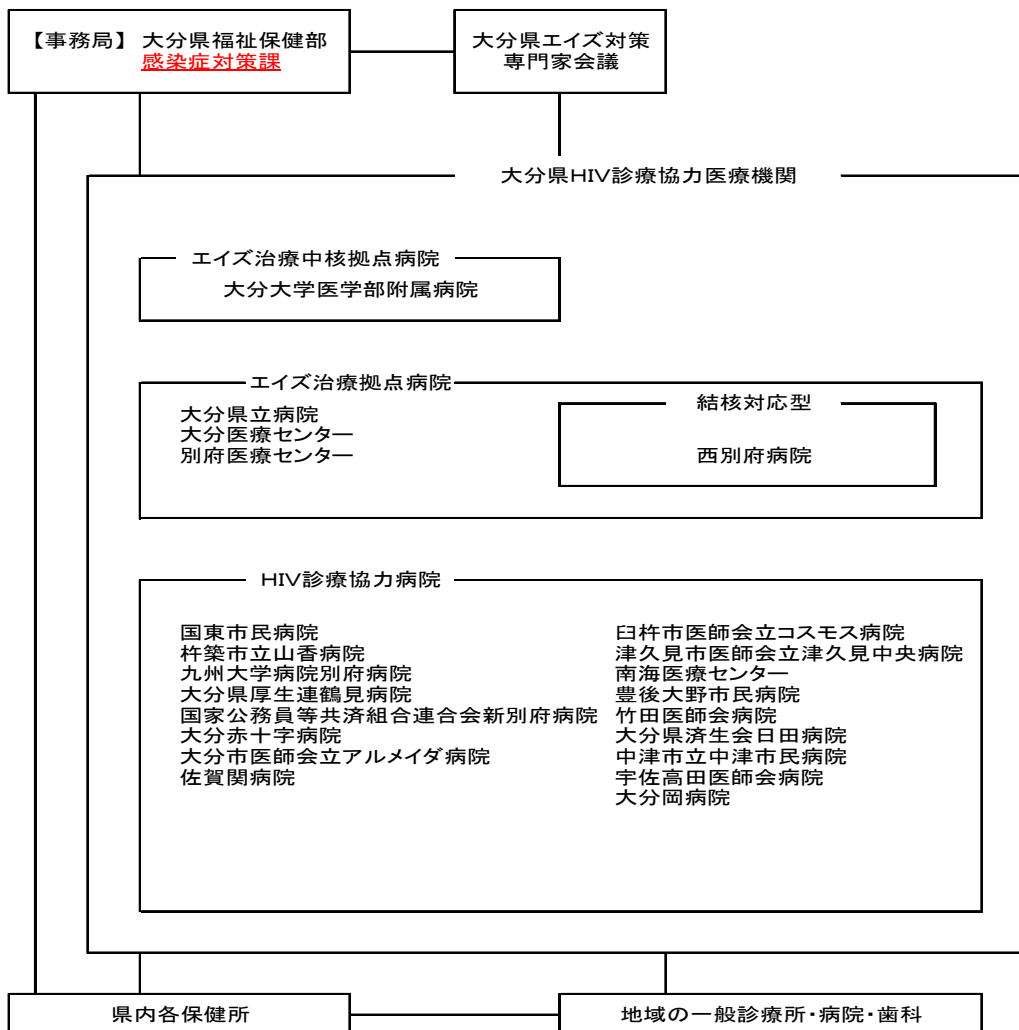 【事務局】 大分県福祉保健部
感染症対策課
大分県エイズ対策
専門家会議
大分県HIV診療協力医療機関
エイズ治療中核拠点病院
大分大学医学部附属病院
エイズ治療拠点病院
大分県立病院
大分医療センター
別府医療センター
結核対応型
西別府病院
HIV診療協力病院
国東市民病院
杵築市立山香病院
九州大学病院別府病院
大分県厚生連鶴見病院
国家公務員等共済組合連合会新別府病院
大分赤十字病院
大分市医師会立アルメイダ病院
佐賀関病院
臼杵市医師会立コスモス病院
津久見市医師会立津久見中央病院
南海医療センター
豊後大野市民病院
竹田医師会病院
大分県済生会日田病院
中津市立中津市民病院
宇佐高田医師会病院
大分岡病院
県内各保健所
地域の一般診療所・病院・歯科